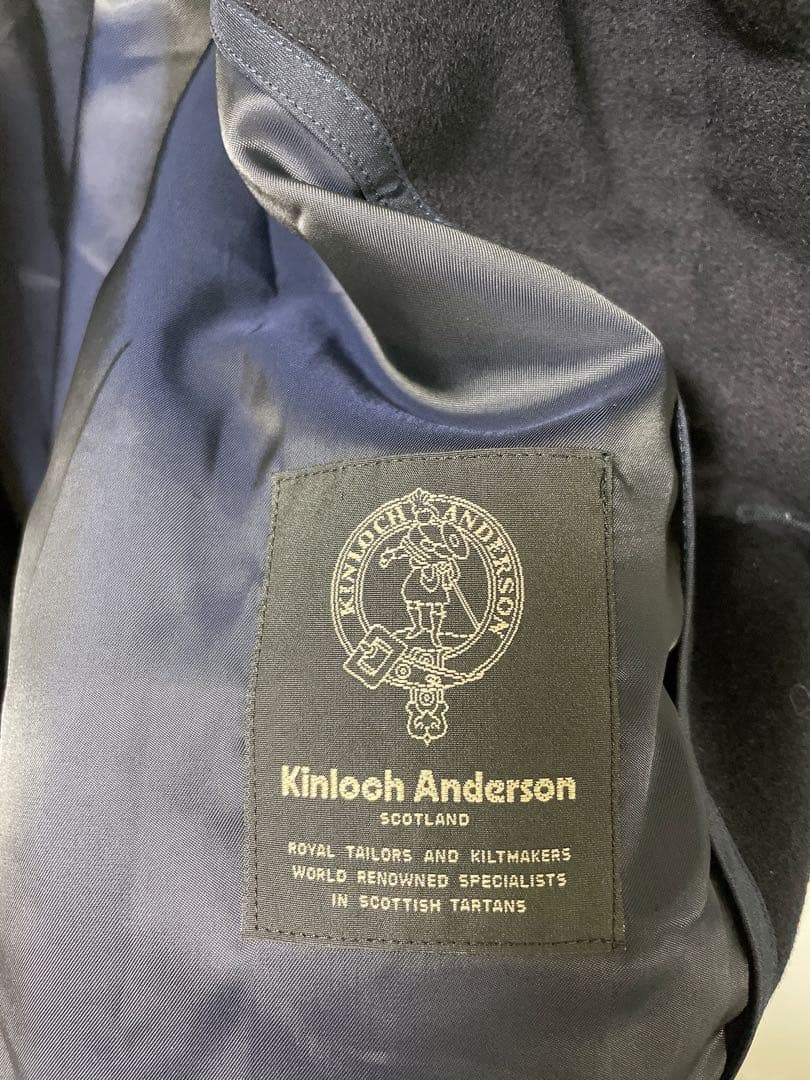 KINLOCH ANDERSON
Kinloch Anderson
SCOTLAND
ROYAL TAILORS AND KILTMAKERS
WORLD RENOWNED SPECIALISTS
IN SCOTTISH TARTANS